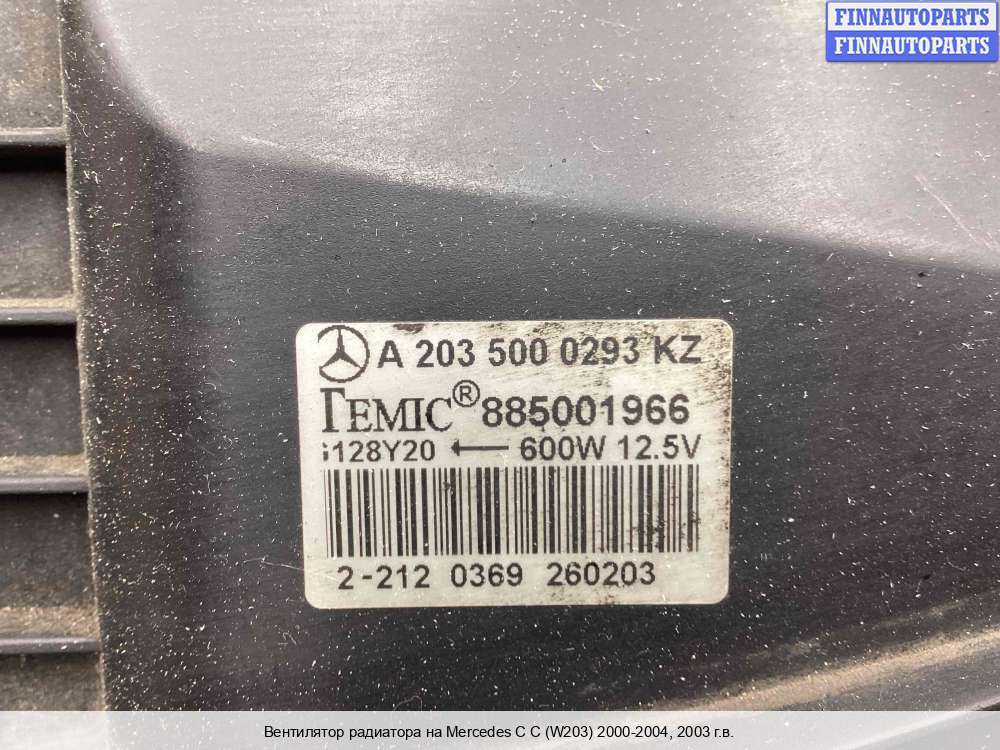 FINNAUTOPARTS
FINNAUTOPARTS
A 203 500 0293 KZ
TEMIC® 885001966
128Y20 ← 600W 12.5V
2-212 0369 260203
Вентилятор радиатора на Mercedes C C (W203) 2000-2004, 2003 г.в.